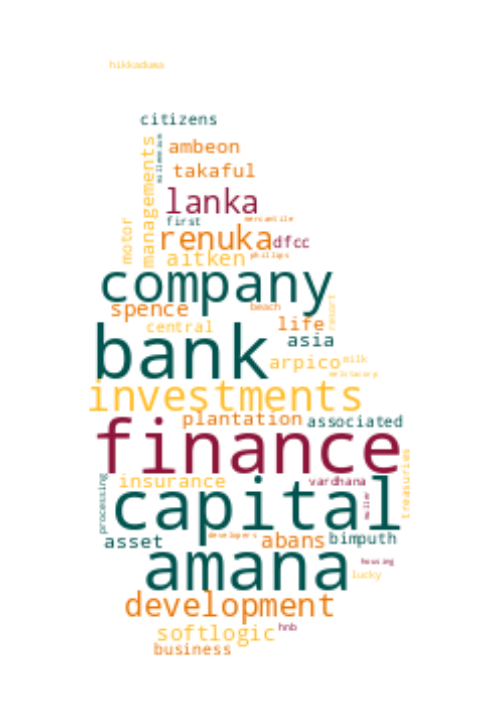 hikkaduwa
citizens
managements
millennium
ambeon
takaful
lanka
first
mercantile
motor
renuka
dfcc
aitken
phillips
company
spence
beach
resort
central
life
asia
bank
arpico
milk
investments
plantation
associated
finance
treasuries
processing
insurance
vardhana
muller
capital
asset
developers
abans
bimputh
amana
housing
lucky
development
softlogic
hnb
business